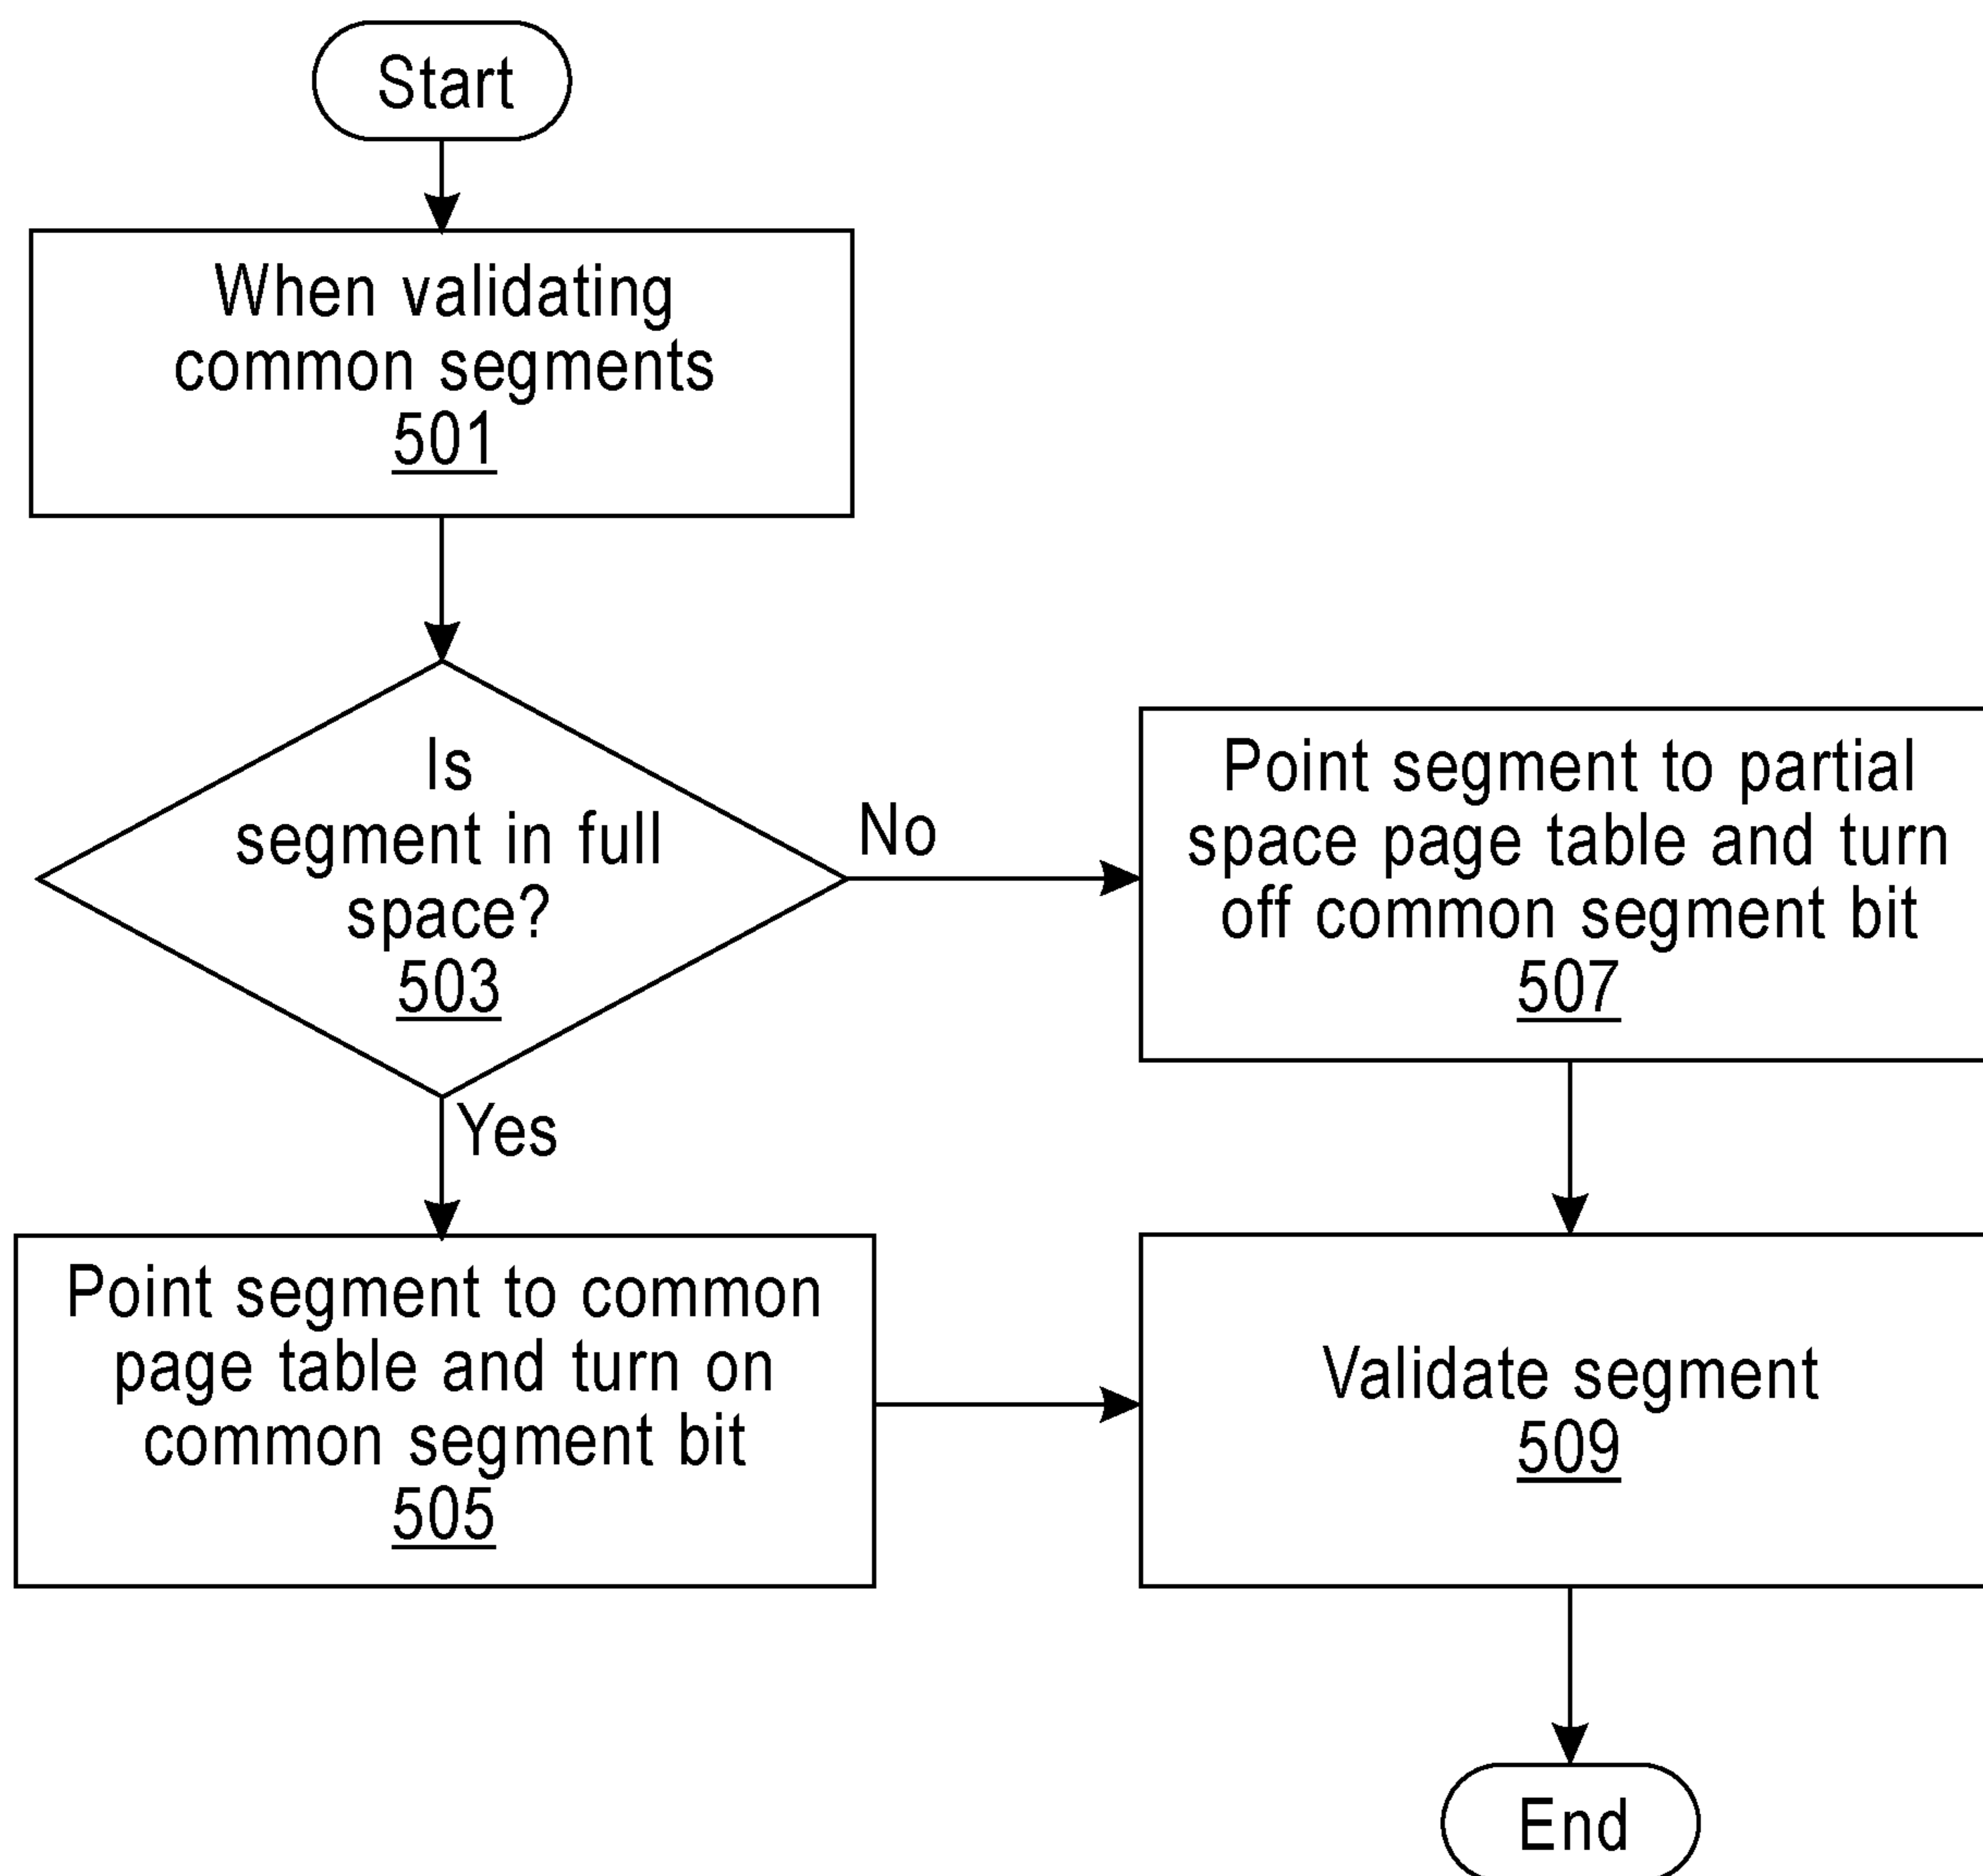 Start
When validating
common segments
501
Is
segment in full
space?
503
No
Yes
Point segment to partial
space page table and turn
off common segment bit
507
Point segment to common
page table and turn on
common segment bit
505
Validate segment
509
End